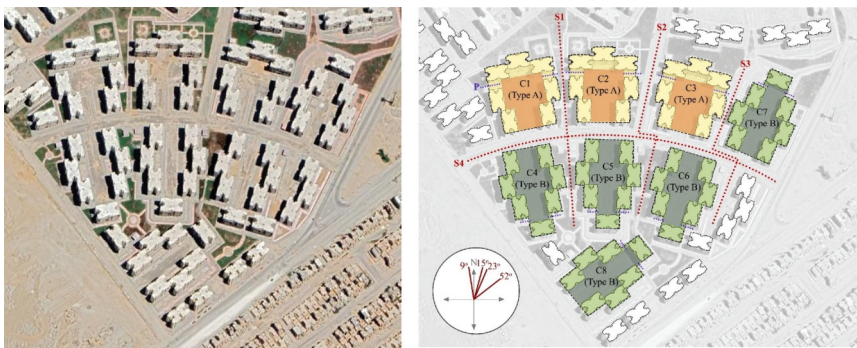 S1
S2
S3
P
C1
(Type A)
C2
(Type A)
C3
(Type A)
C7
(Type B)
S4
C4
(Type B)
C5
(Type B)
C6
(Type B)
C8
(Type B)
9° N 15° 23°
52°